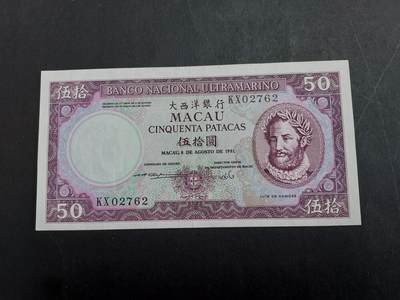 BANCO NACIONAL ULTRAMARINO
50
伍拾
大西洋銀行
KX02762
MACAU
CINQUENTA PATACAS
伍拾圓
MACAU, 8 DE AGOSTO DE 1981
KX02762
LUÍS DE CAMÕES
50
伍拾